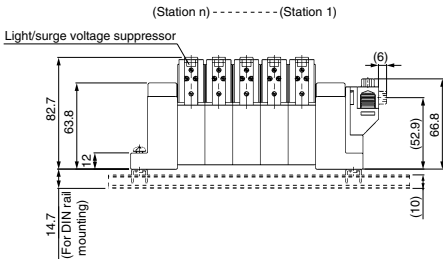 (Station n) - - - - - - - - (Station 1)
Light/surge voltage suppressor
(6)
82.7
63.8
12
(52.9)
66.8
14.7
(For DIN rail
mounting)
(10)